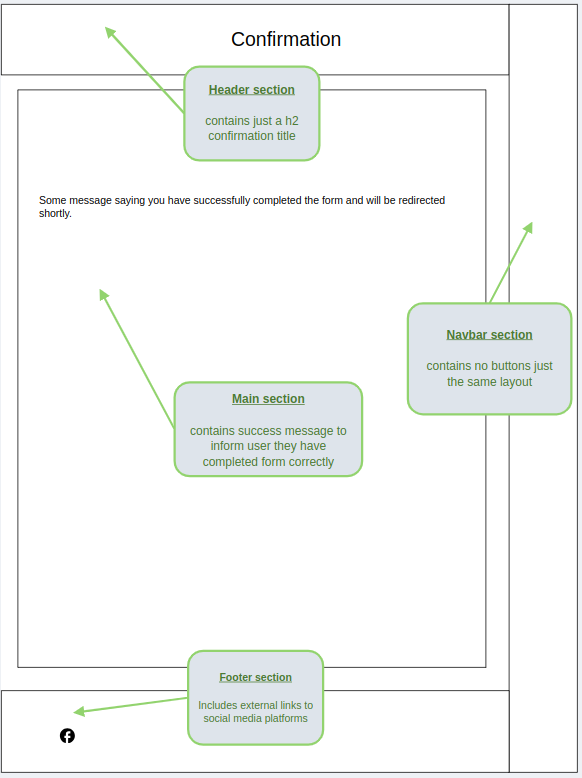 Confirmation
Header section
contains just a h2
confirmation title
Some message saying you have successfully completed the form and will be redirected
shortly.
Navbar section
contains no buttons just
the same layout
Main section
contains success message to
inform user they have
completed form correctly
Footer section
Includes external links to
social media platforms